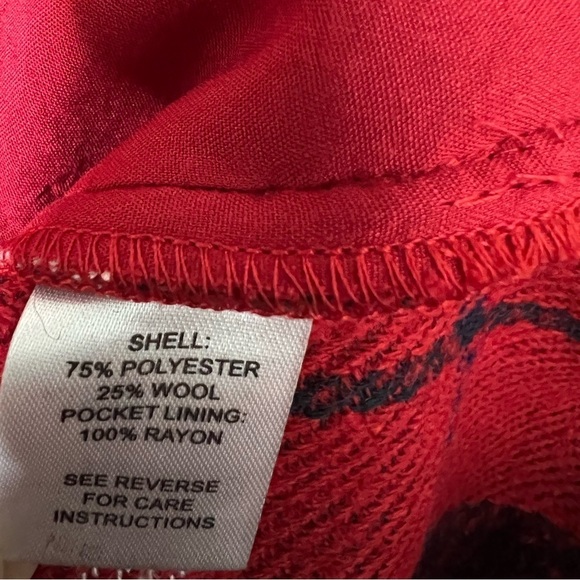 SHELL:
75% POLYESTER
25% WOOL
POCKET LINING:
100% RAYON
SEE REVERSE
FOR CARE
INSTRUCTIONS